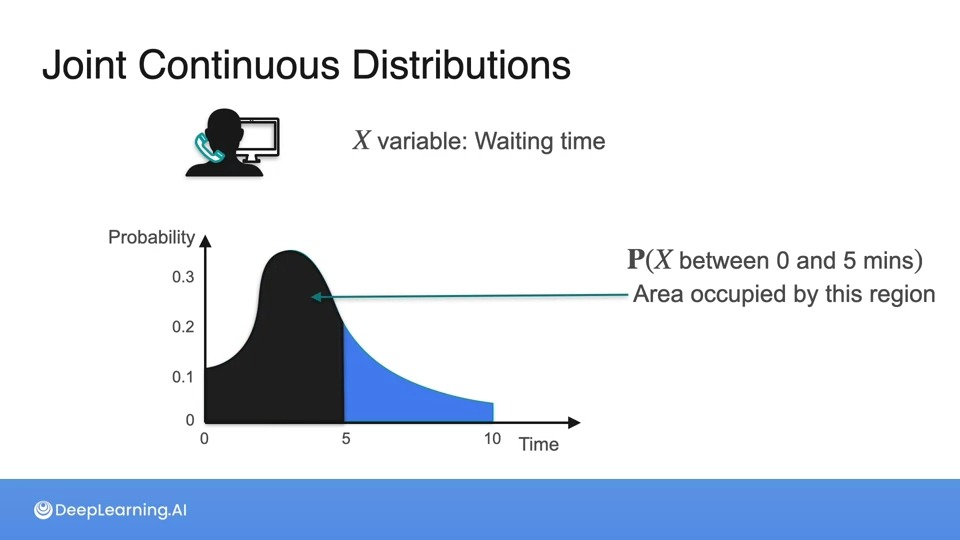 Joint Continuous Distributions
X variable: Waiting time
Probability
0.3
0.2
0.1
0
0
5
10
Time
P(X between 0 and 5 mins)
Area occupied by this region
DeepLearning.AI